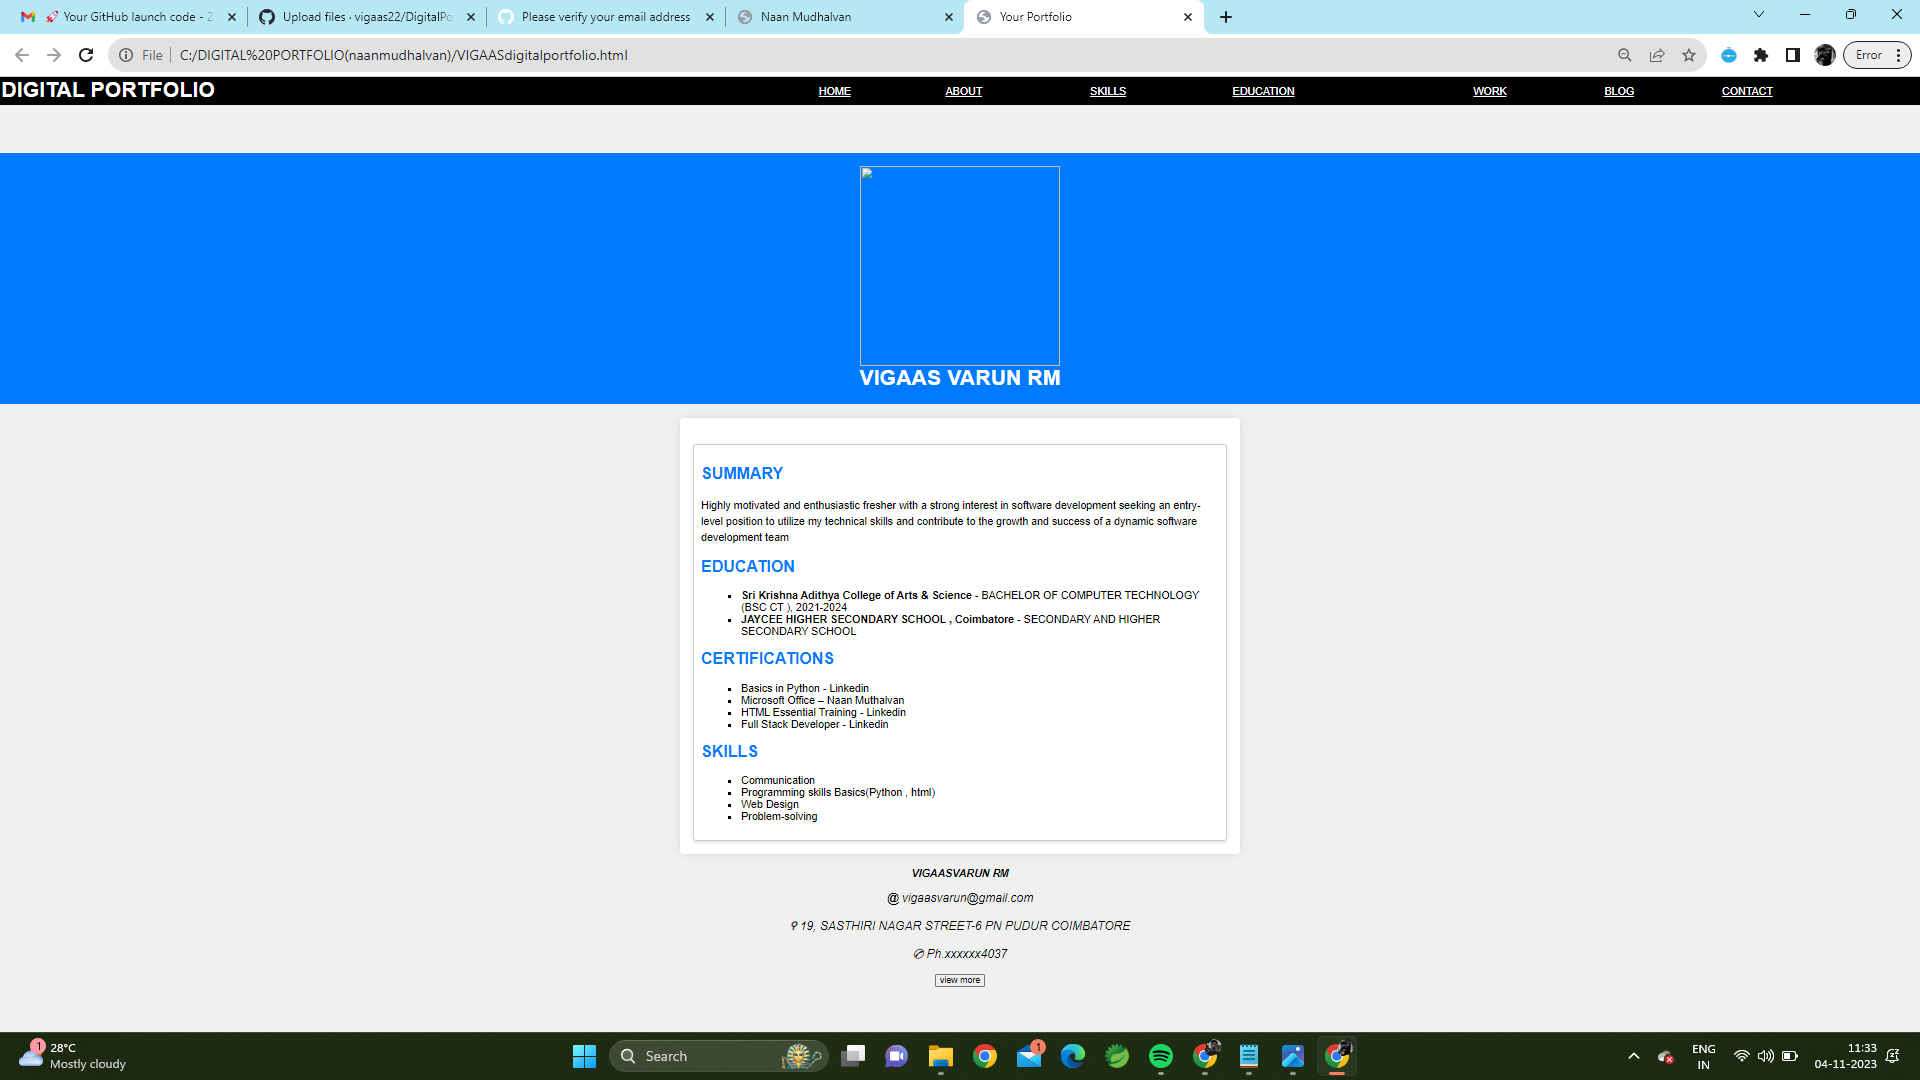 🚀 Your GitHub launch code - 2
Upload files · vigaas22/DigitalPo
Please verify your email address
Naan Mudhalvan
Your Portfolio
File
C:/DIGITAL%20PORTFOLIO(naanmudhalvan)/VIGAASdigitalportfolio.html
Error
DIGITAL PORTFOLIO
HOME
ABOUT
SKILLS
EDUCATION
WORK
BLOG
CONTACT
VIGAAS VARUN RM
SUMMARY
Highly motivated and enthusiastic fresher with a strong interest in software development seeking an entry-
level position to utilize my technical skills and contribute to the growth and success of a dynamic software
development team
EDUCATION
Sri Krishna Adithya College of Arts & Science - BACHELOR OF COMPUTER TECHNOLOGY
(BSC CT ), 2021-2024
JAYCEE HIGHER SECONDARY SCHOOL , Coimbatore - SECONDARY AND HIGHER
SECONDARY SCHOOL
CERTIFICATIONS
Basics in Python - Linkedin
Microsoft Office – Naan Muthalvan
HTML Essential Training - Linkedin
Full Stack Developer - Linkedin
SKILLS
Communication
Programming skills Basics(Python , html)
Web Design
Problem-solving
VIGAASVARUN RM
@ vigaasvarun@gmail.com
⚲ 19, SASTHIRI NAGAR STREET-6 PN PUDUR COIMBATORE
✆ Ph.xxxxxx4037
view more
1
28°C
Mostly cloudy
Search
1
ENG
IN
11:33
04-11-2023